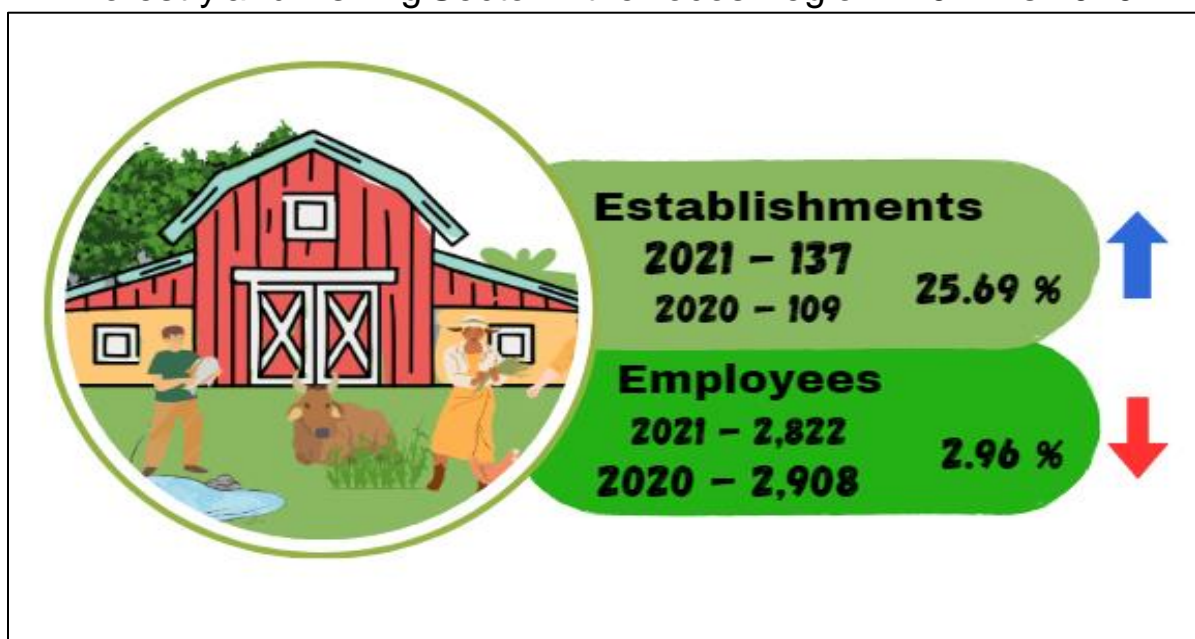 Establishments
2021 – 137
2020 – 109
25.69 %
Employees
2021 – 2,822
2020 – 2,908
2.96 %